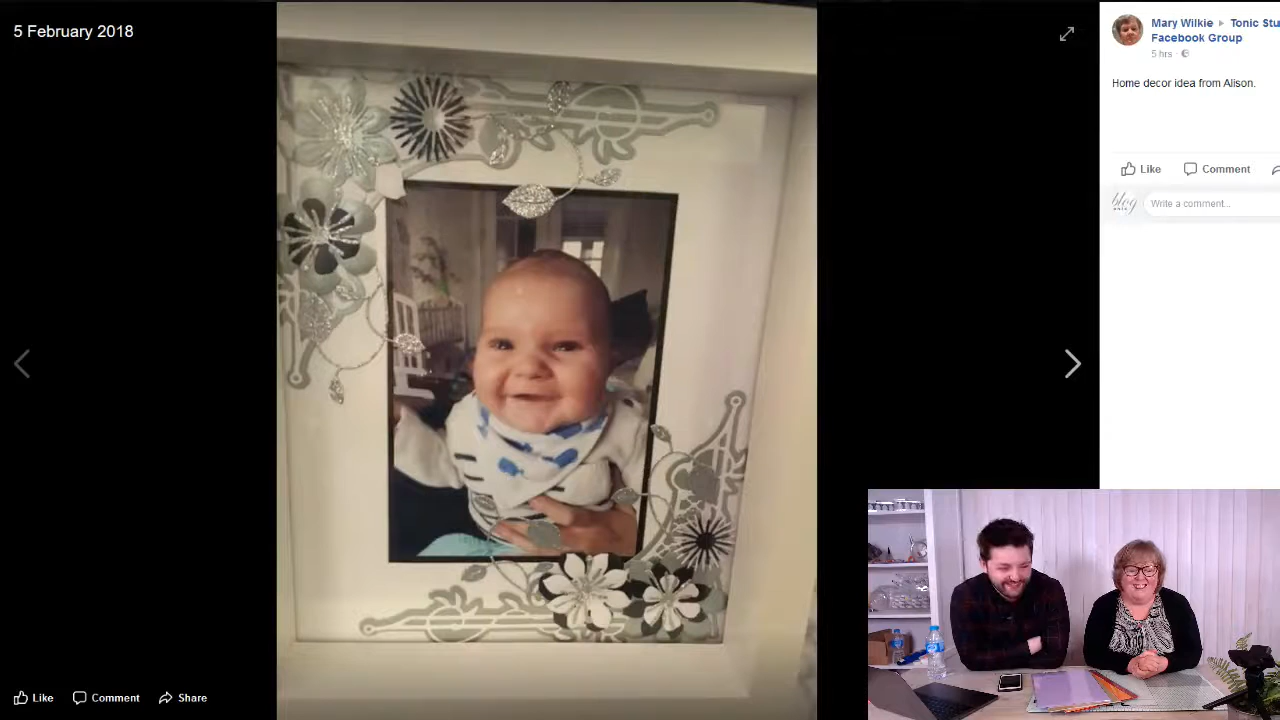 5 February 2018
Mary Wilkie ▸ Tonic Stu
Facebook Group
5 hrs ·
Home decor idea from Alison.
Like Comment
blog
Write a comment...
Like Comment Share